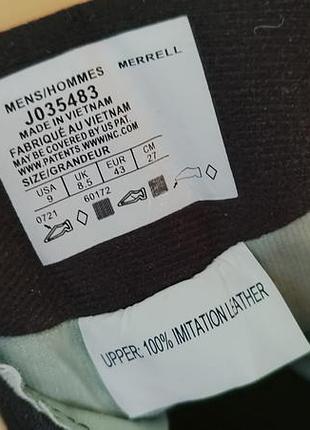 MENS/HOMMES MERRELL
J035483
MADE IN VIETNAM
FABRIQUÉ AU VIETNAM
MAY BE COVERED BY US PAT.
WWW.PATENTS.WWWINC.COM
SIZE/GRANDEUR
USA UK EUR CM
9 8.5 43 27
0721 60172
UPPER: 100% IMITATION LEATHER